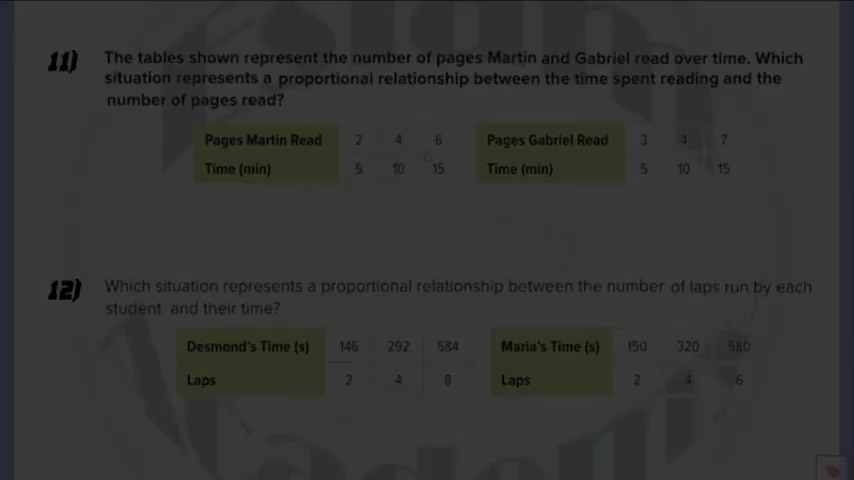 11) The tables shown represent the number of pages Martin and Gabriel read over time. Which
situation represents a proportional relationship between the time spent reading and the
number of pages read?
Pages Martin Read 2 4 6 Pages Gabriel Read 3 4 7
Time (min) 5 10 15 Time (min) 5 10 15
12) Which situation represents a proportional relationship between the number of laps run by each
student and their time?
Desmond's Time (s) 146 292 584 Maria's Time (s) 150 320 580
Laps 2 4 8 Laps 2 4 6